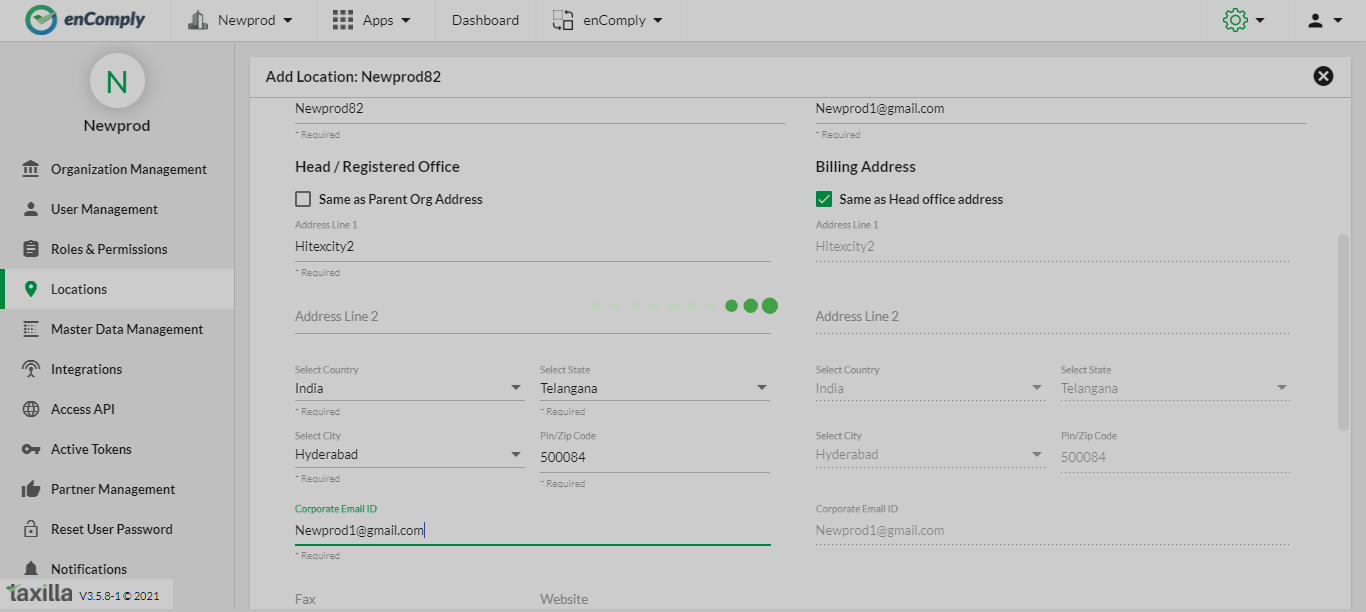 enComply Newprod Apps Dashboard enComply
N
Newprod
Organization Management
User Management
Roles & Permissions
Locations
Master Data Management
Integrations
Access API
Active Tokens
Partner Management
Reset User Password
Notifications
taxilla V3.5.8-1 © 2021
Add Location: Newprod82
Newprod82 Newprod1@gmail.com
* Required * Required
Head / Registered Office Billing Address
Same as Parent Org Address Same as Head office address
Address Line 1 Address Line 1
Hitexcity2 Hitexcity2
* Required
Address Line 2 Address Line 2
Select Country Select State Select Country Select State
India Telangana India Telangana
* Required * Required
Select City Pin/Zip Code Select City Pin/Zip Code
Hyderabad 500084 Hyderabad 500084
* Required * Required
Corporate Email ID Corporate Email ID
Newprod1@gmail.com Newprod1@gmail.com
* Required
Fax Website